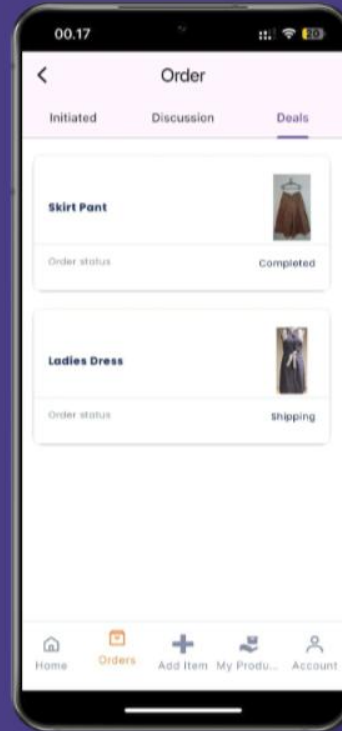 00.17
20
Order
Initiated Discussion Deals
Skirt Pant
Order status Completed
Ladies Dress
Order status Shipping
Home Orders Add Item My Produ... Account